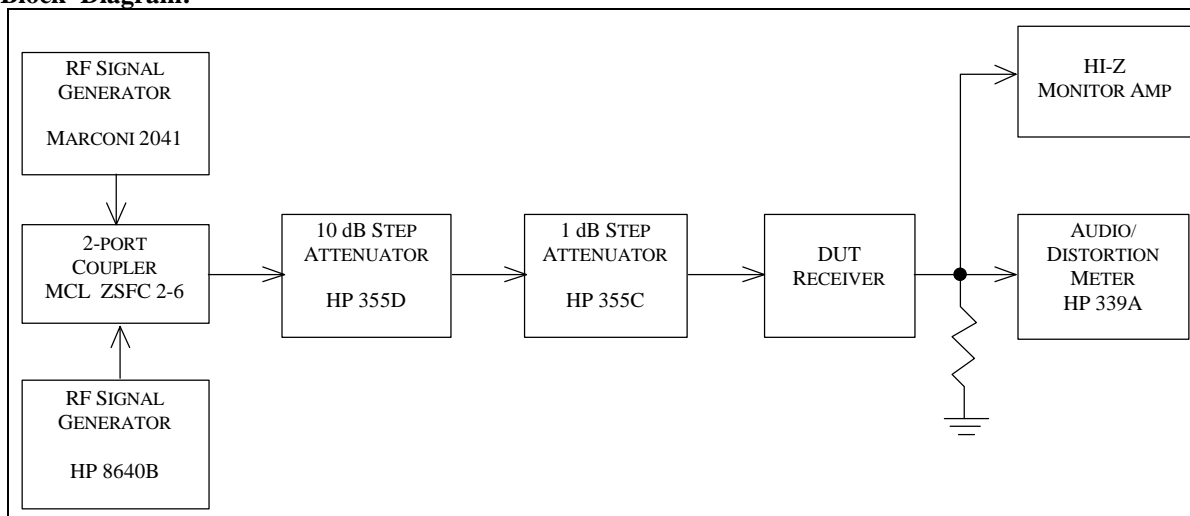 Block Diagram:
RF SIGNAL
GENERATOR
MARCONI 2041
2-PORT
COUPLER
MCL ZSFC 2-6
RF SIGNAL
GENERATOR
HP 8640B
10 dB STEP
ATTENUATOR
HP 355D
1 dB STEP
ATTENUATOR
HP 355C
DUT
RECEIVER
HI-Z
MONITOR AMP
AUDIO/
DISTORTION
METER
HP 339A